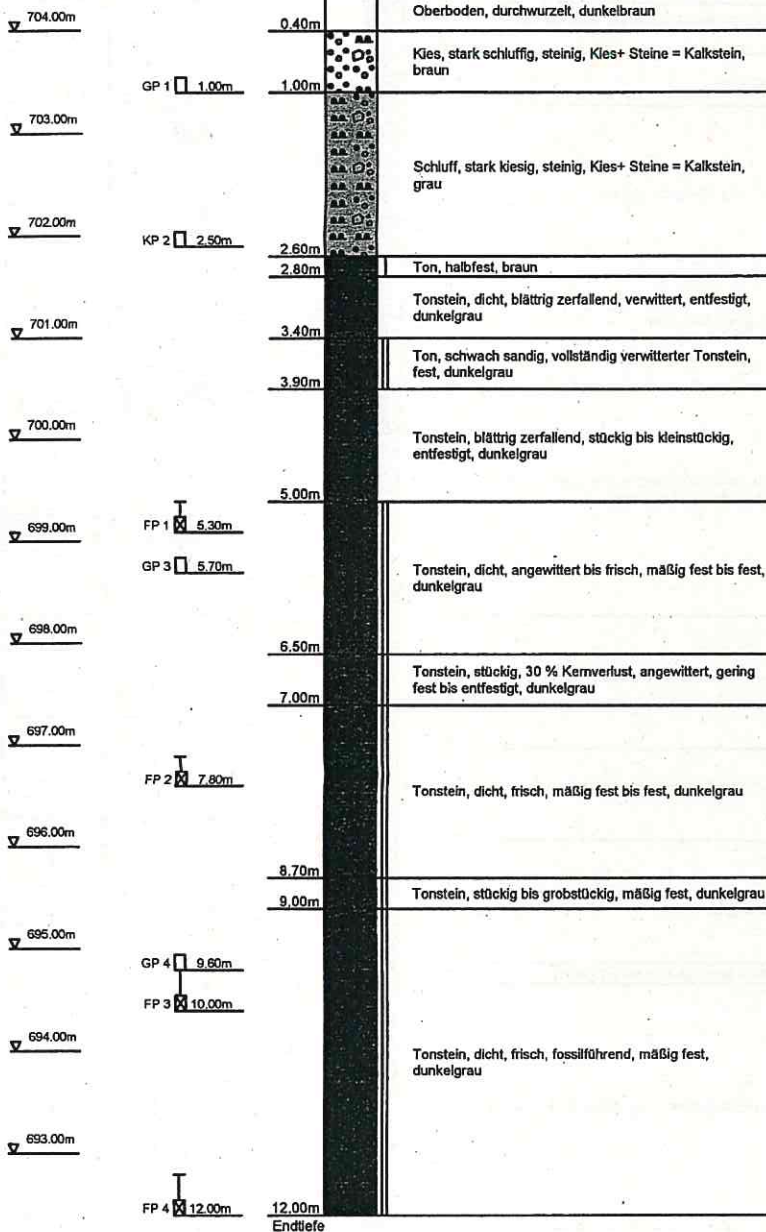 Oberboden, durchwurzelt, dunkelbraun
704.00m
0.40m
Kies, stark schluffig, steinig, Kies+ Steine = Kalkstein,
braun
GP 1 1.00m
1.00m
703.00m
Schluff, stark kiesig, steinig, Kies+ Steine = Kalkstein,
grau
702.00m
KP 2 2.50m
2.60m
Ton, halbfest, braun
2.80m
Tonstein, dicht, blättrig zerfallend, verwittert, entfestigt,
dunkelgrau
701.00m
3.40m
Ton, schwach sandig, vollständig verwitterter Tonstein,
fest, dunkelgrau
3.90m
700.00m
Tonstein, blättrig zerfallend, stückig bis kleinstückig,
entfestigt, dunkelgrau
5.00m
FP 1 5.30m
699.00m
GP 3 5.70m
Tonstein, dicht, angewittert bis frisch, mäßig fest bis fest,
dunkelgrau
698.00m
6.50m
Tonstein, stückig, 30 % Kernverlust, angewittert, gering
fest bis entfestigt, dunkelgrau
7.00m
697.00m
FP 2 7.80m
Tonstein, dicht, frisch, mäßig fest bis fest, dunkelgrau
696.00m
8.70m
Tonstein, stückig bis grobstückig, mäßig fest, dunkelgrau
9.00m
695.00m
GP 4 9.60m
FP 3 10.00m
694.00m
Tonstein, dicht, frisch, fossilführend, mäßig fest,
dunkelgrau
693.00m
FP 4 12.00m
12.00m
Endtiefe